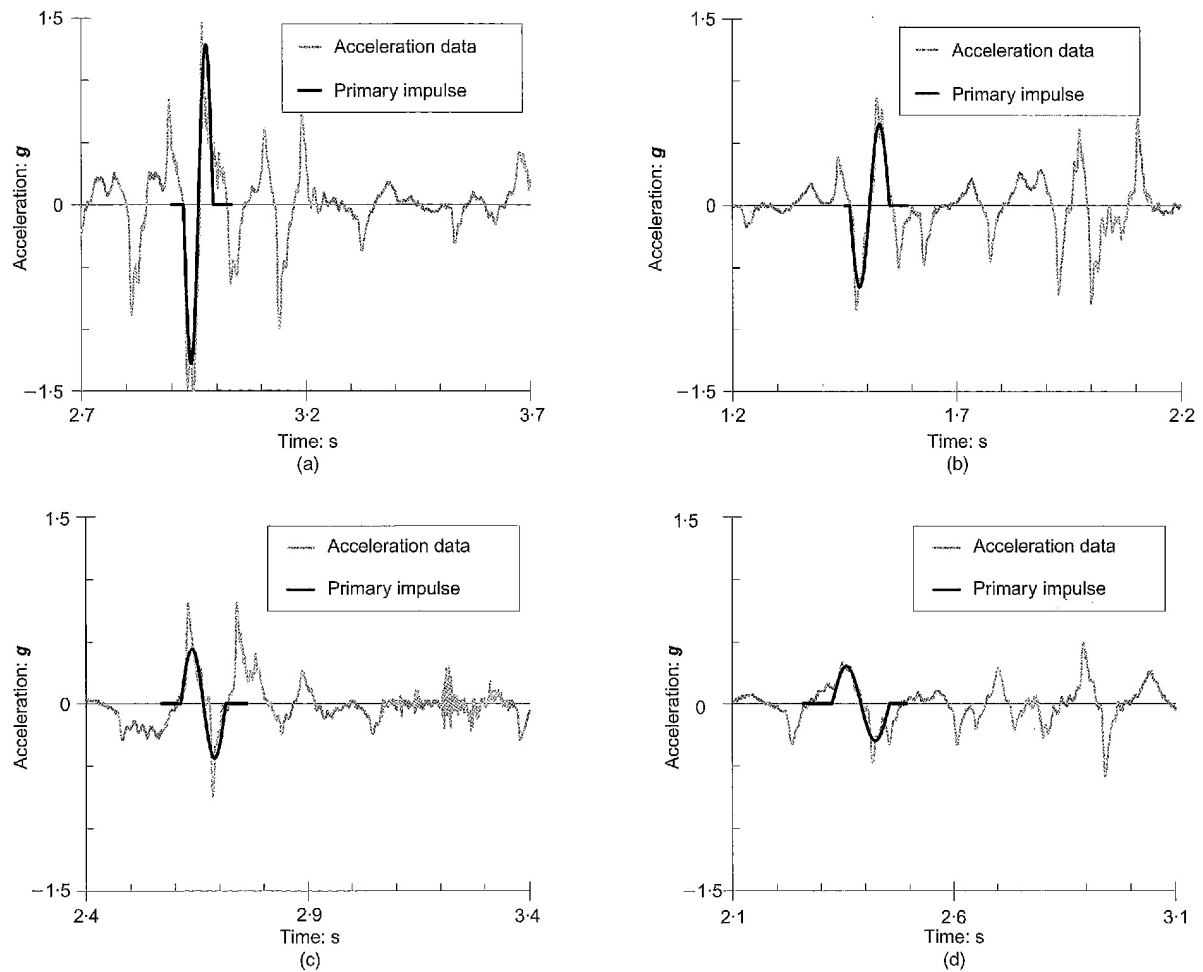 1·5
Acceleration data
Primary impulse
Acceleration: g
0
−1·5
2·7
3·2
3·7
Time: s
(a)
1·5
Acceleration data
Primary impulse
Acceleration: g
0
−1·5
1·2
1·7
2·2
Time: s
(b)
1·5
Acceleration data
Primary impulse
Acceleration: g
0
−1·5
2·4
2·9
3·4
Time: s
(c)
1·5
Acceleration data
Primary impulse
Acceleration: g
0
−1·5
2·1
2·6
3·1
Time: s
(d)